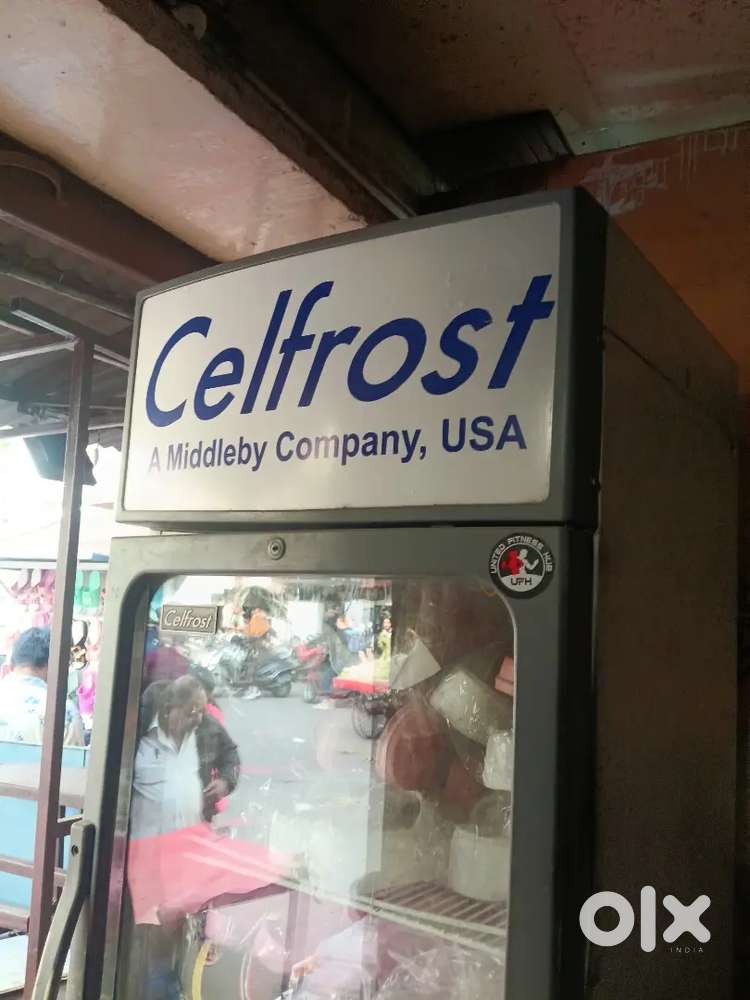 Celfrost
A Middleby Company, USA
UNITED FITNESS HUB
UFH
Celfrost
olx
INDIA